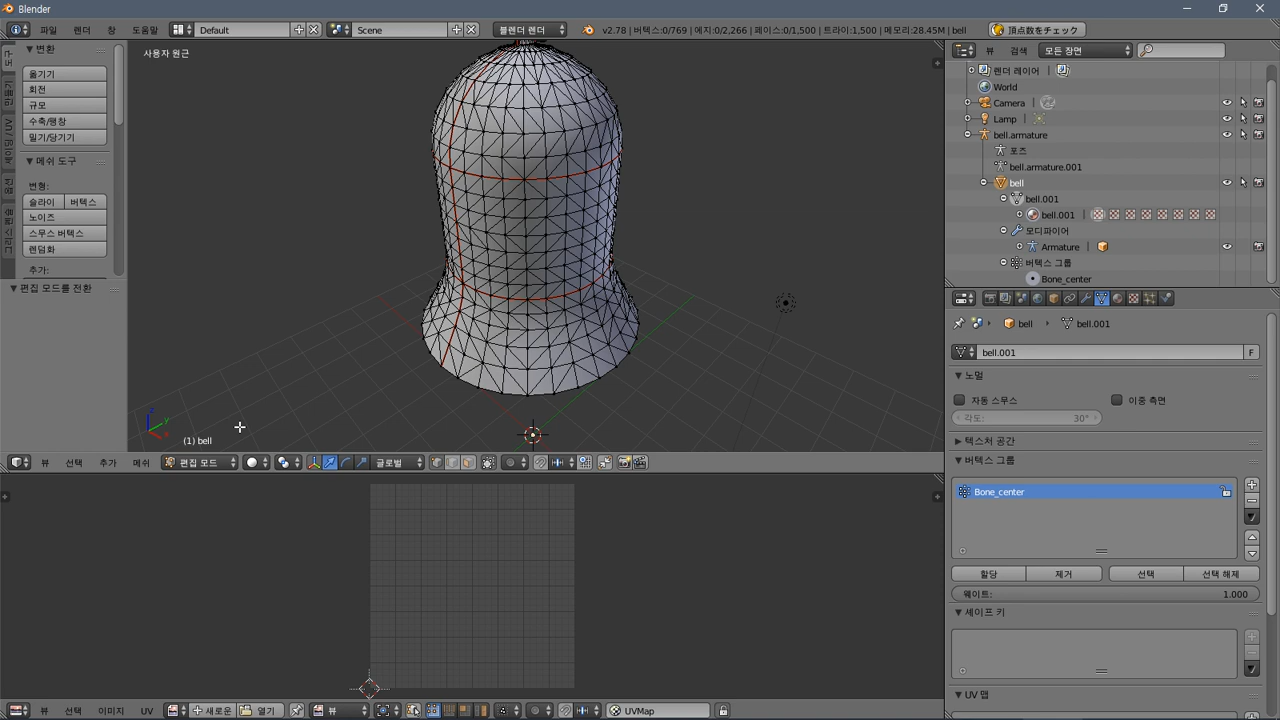 Blender
파일 렌더 창 도움말 Default Scene 블렌더 렌더 v2.78 | 버텍스:0/769 | 에지:0/2,266 | 페이스:0/1,500 | 트라이:1,500 | 메모리:28.45M | bell 頂点数をチェック
변환
옮기기
회전
규모
수축/팽창
밀기/당기기
메쉬 도구
변형:
슬라이 버텍스
노이즈
스무스 버텍스
랜덤화
추가:
편집 모드를 전환
사용자 원근
(1) bell
뷰 선택 추가 메쉬 편집 모드 글로벌
뷰 선택 이미지 UV 새로운 열기 뷰 UVMap
뷰 검색 모든 장면
렌더 레이어 |
World
Camera |
Lamp |
bell.armature
포즈
bell.armature.001
bell
bell.001
bell.001 |
모디파이어
Armature |
버텍스 그룹
Bone_center
bell bell.001
bell.001 F
노멀
자동 스무스 이중 측면
각도: 30°
텍스처 공간
버텍스 그룹
Bone_center
할당 제거 선택 선택 해제
웨이트: 1.000
셰이프 키
UV 맵